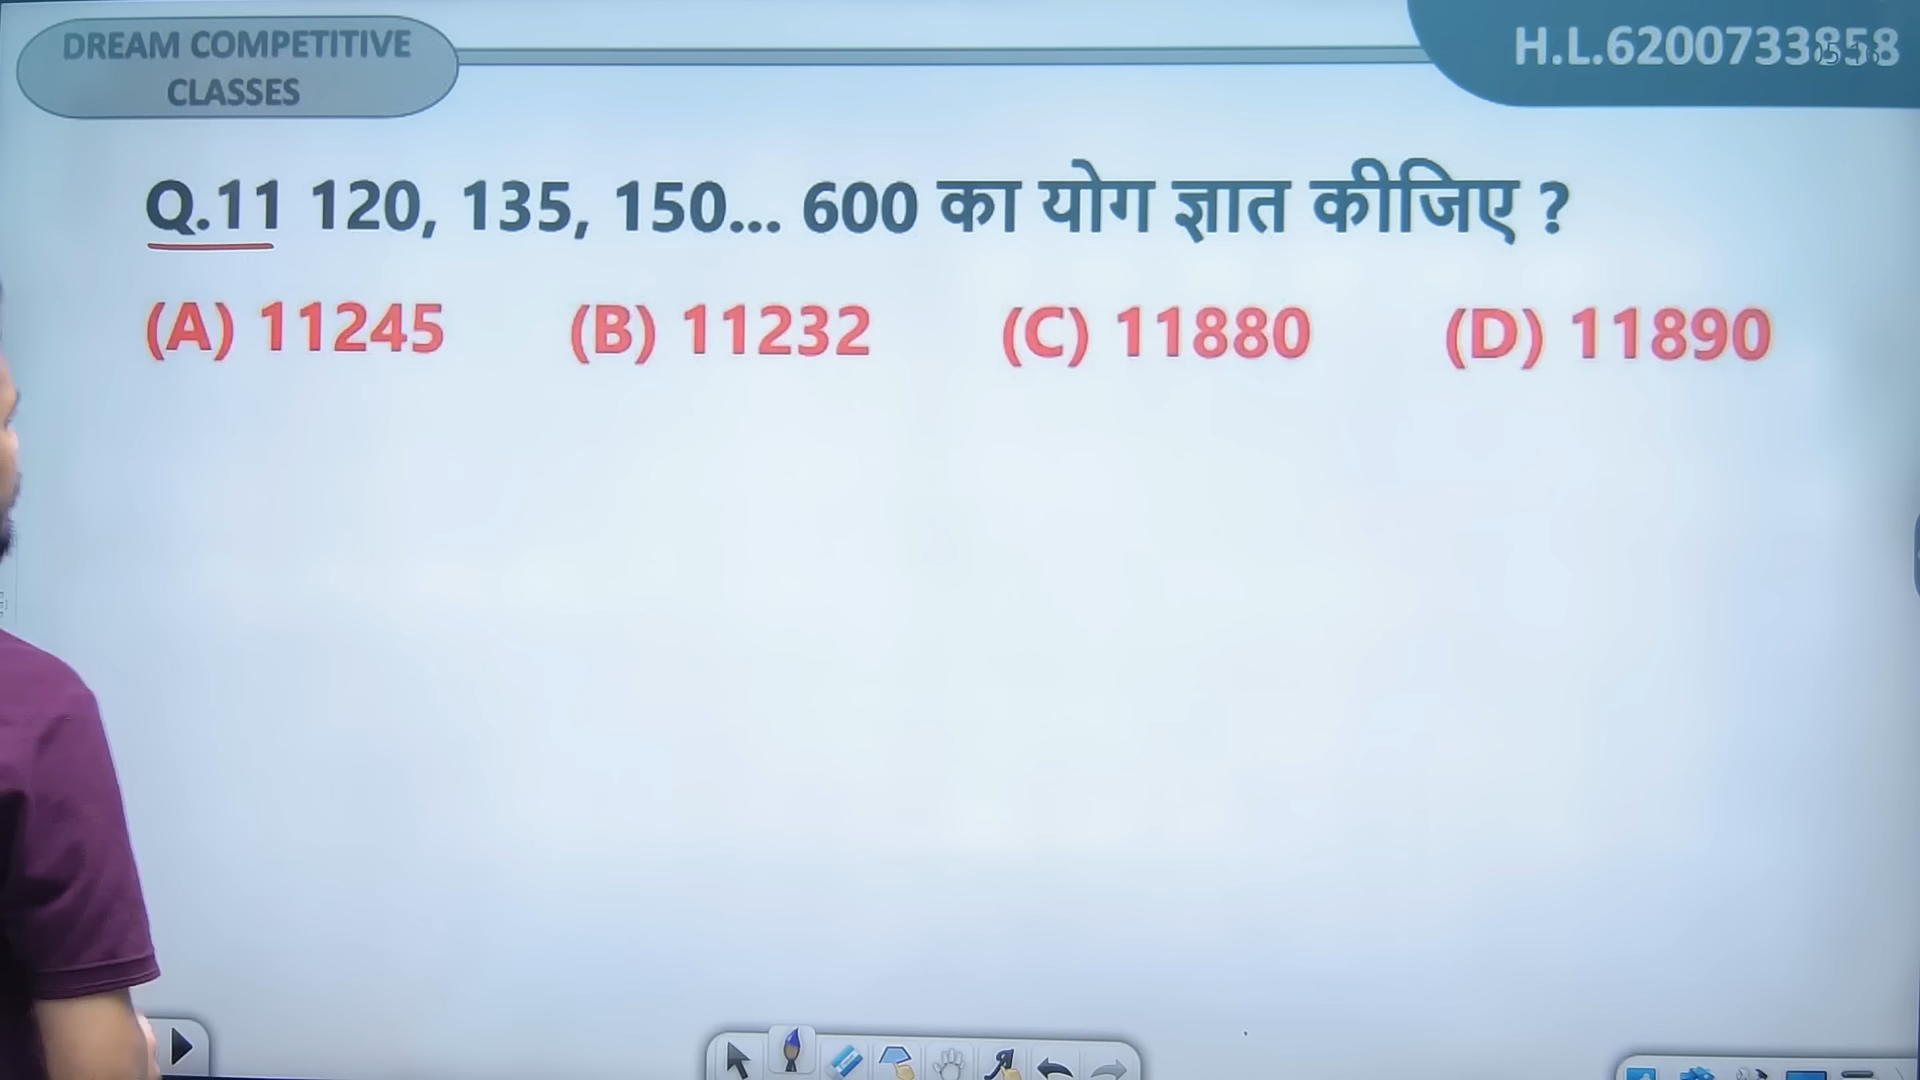 DREAM COMPETITIVE
CLASSES
H.L.6200733858
Q.11 120, 135, 150... 600 का योग ज्ञात कीजिए ?
(A) 11245 (B) 11232 (C) 11880 (D) 11890